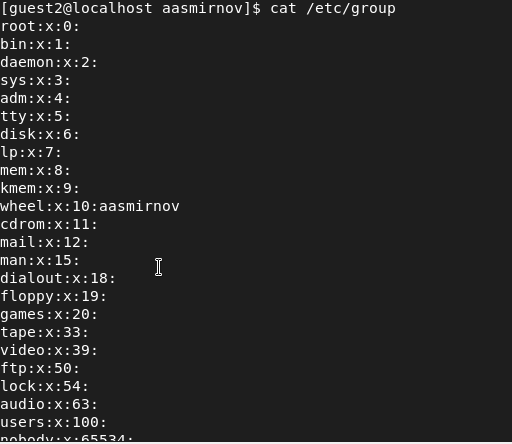 [guest2@localhost aasmirnov]$ cat /etc/group
root:x:0:
bin:x:1:
daemon:x:2:
sys:x:3:
adm:x:4:
tty:x:5:
disk:x:6:
lp:x:7:
mem:x:8:
kmem:x:9:
wheel:x:10:aasmirnov
cdrom:x:11:
mail:x:12:
man:x:15:
dialout:x:18:
floppy:x:19:
games:x:20:
tape:x:33:
video:x:39:
ftp:x:50:
lock:x:54:
audio:x:63:
users:x:100:
nobody:x:65534: